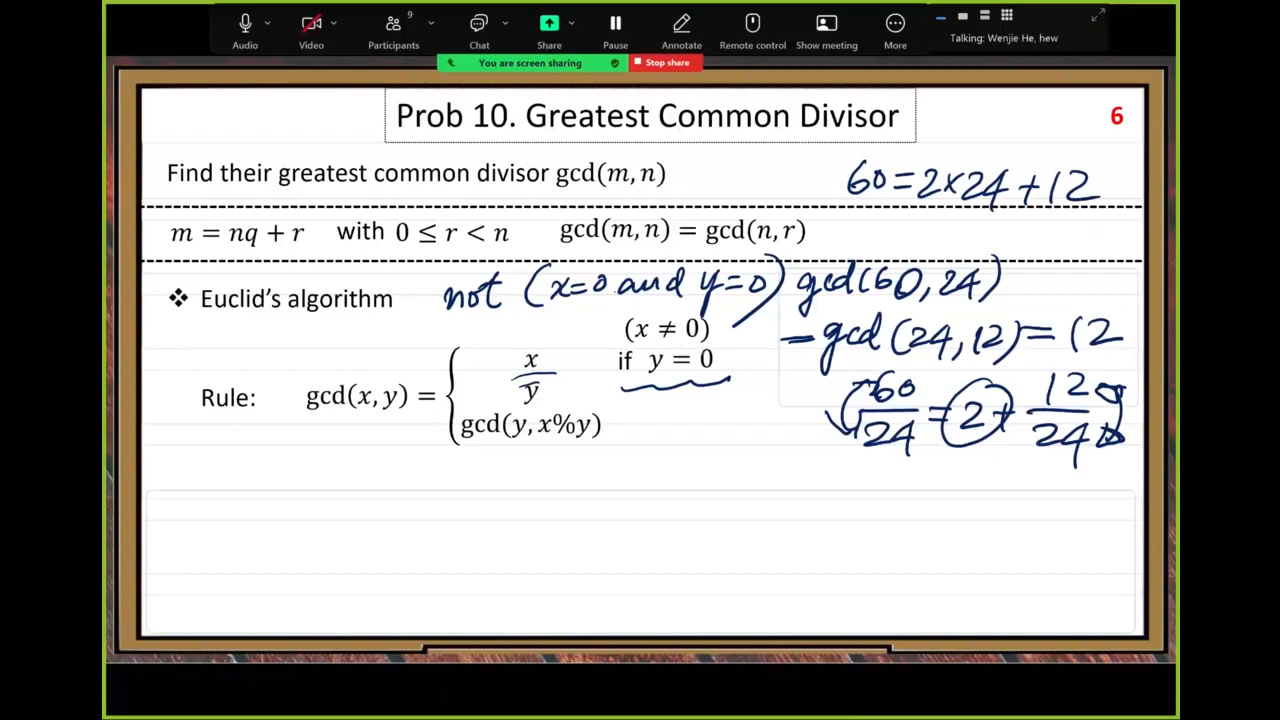 9
Audio
Video
Participants
Chat
Share
Pause
Annotate
Remote control
Show meeting
More
Talking: Wenjie He, hew
You are screen sharing
Stop share
Prob 10. Greatest Common Divisor
6
Find their greatest common divisor gcd(m, n)
60=2×24+12
m = nq + r with 0 ≤ r < n gcd(m, n) = gcd(n, r)
❖ Euclid's algorithm
not (x=0 and y=0)
gcd(60,24)
(x ≠ 0)
=gcd(24,12)=12
Rule: gcd(x, y) =
x if y = 0
y
gcd(y, x%y)
60/24 = 2 + 12/24